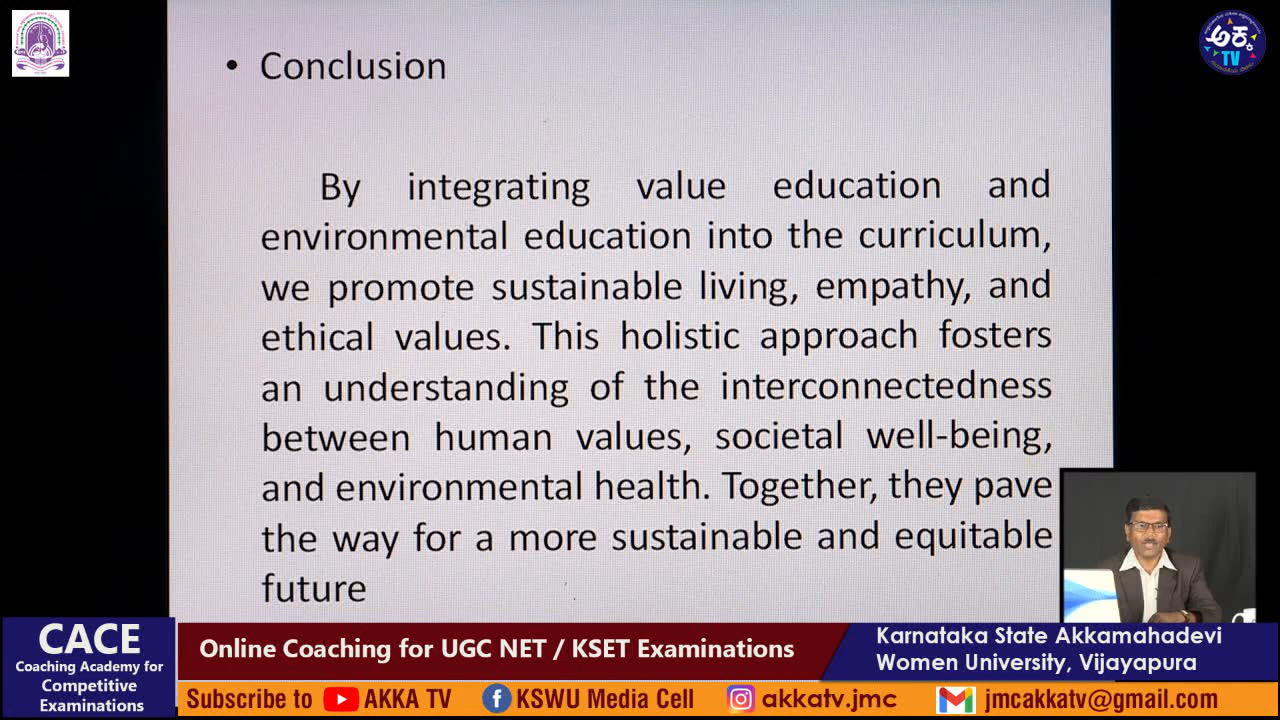 ಅಕ್ಕ
TV
• Conclusion
By integrating value education and
environmental education into the curriculum,
we promote sustainable living, empathy, and
ethical values. This holistic approach fosters
an understanding of the interconnectedness
between human values, societal well-being,
and environmental health. Together, they pave
the way for a more sustainable and equitable
future
CACE
Coaching Academy for
Competitive
Examinations
Online Coaching for UGC NET / KSET Examinations
Karnataka State Akkamahadevi
Women University, Vijayapura
Subscribe to AKKA TV KSWU Media Cell akkatv.jmc jmcakkatv@gmail.com